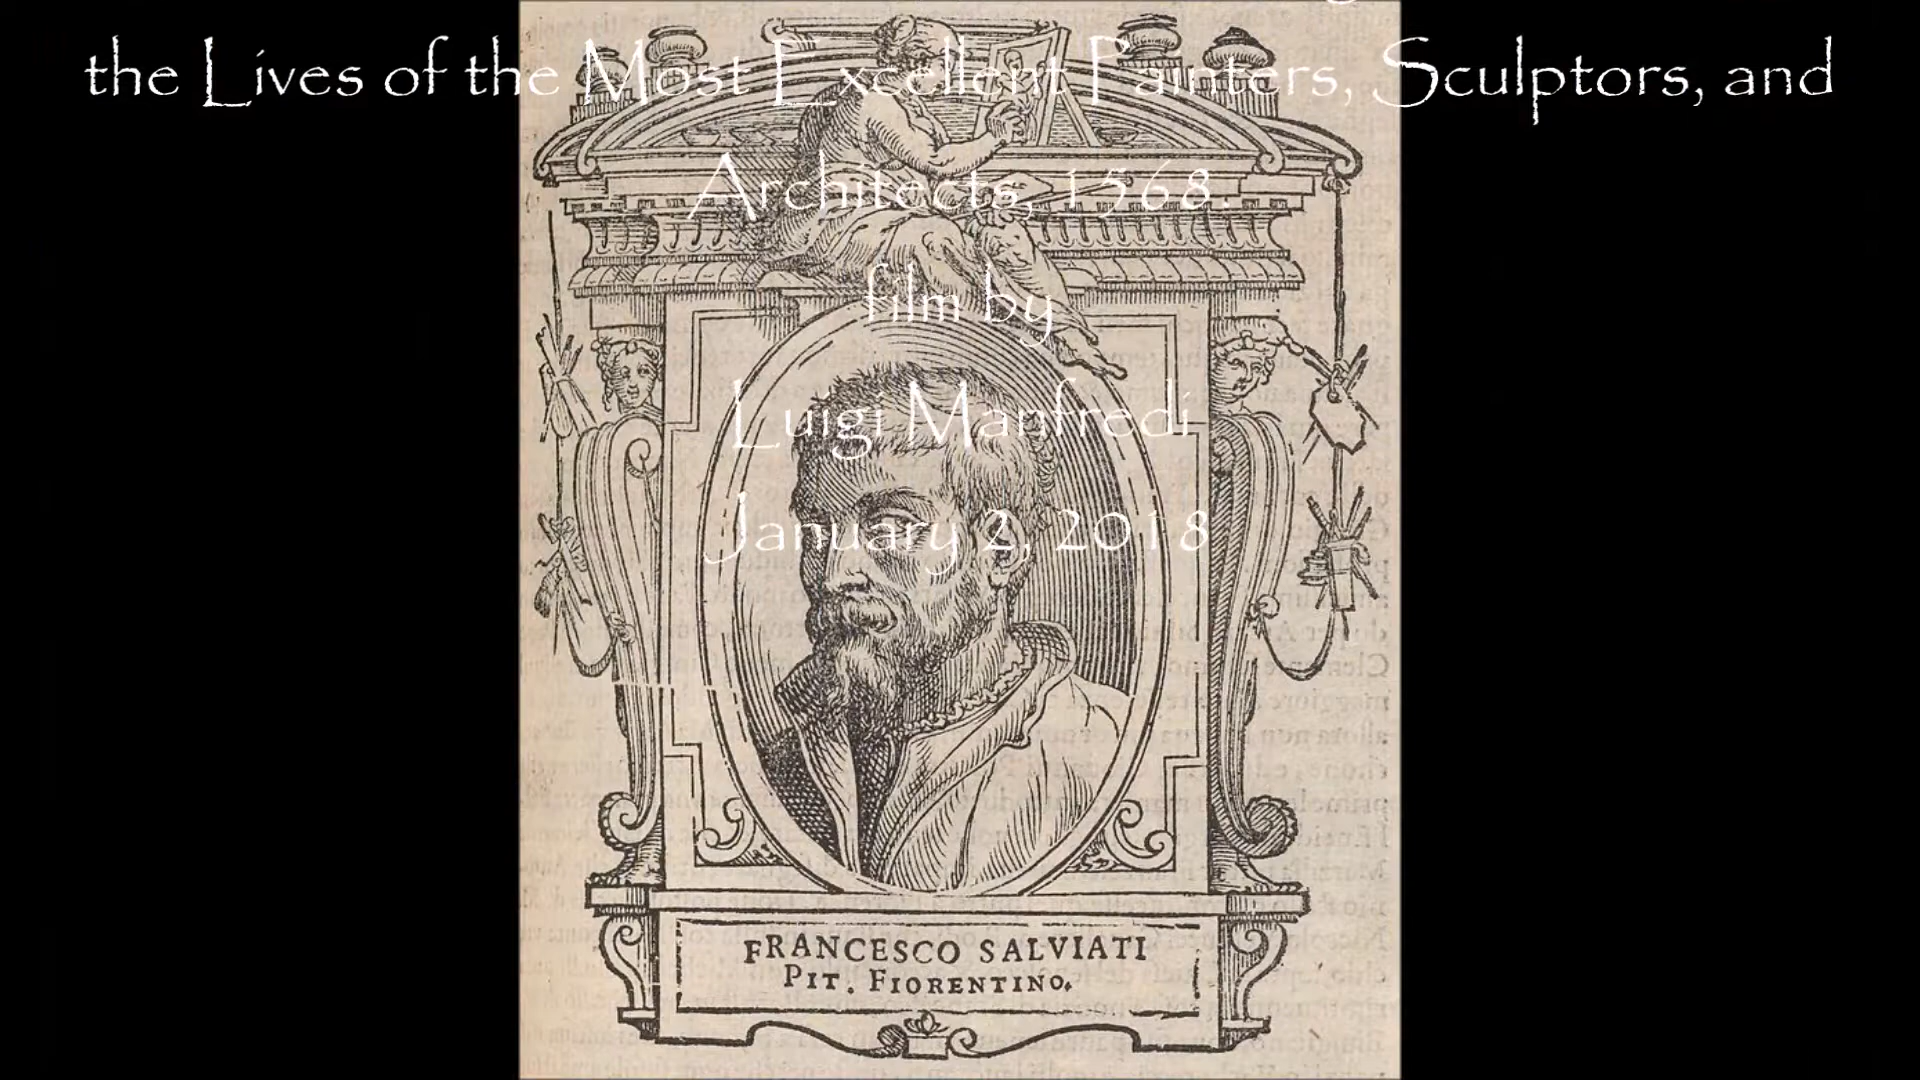 the Lives of the Most Excellent Painters, Sculptors, and
Architects, 1568.
film by
Luigi Manfredi
January 2, 2018
FRANCESCO SALVIATI
PIT. FIORENTINO.